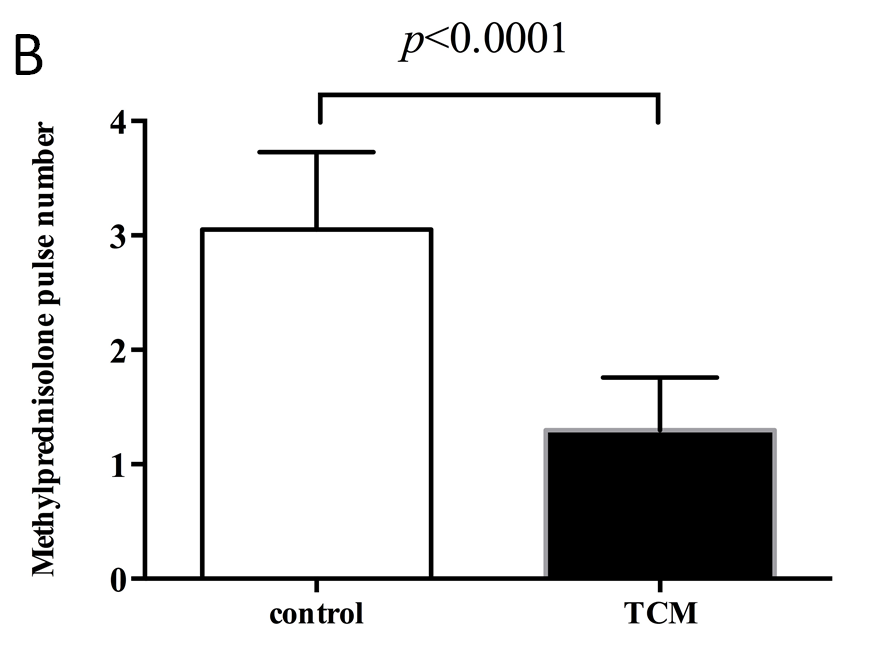 B
p<0.0001
Methylprednisolone pulse number
4
3
2
1
0
control
TCM